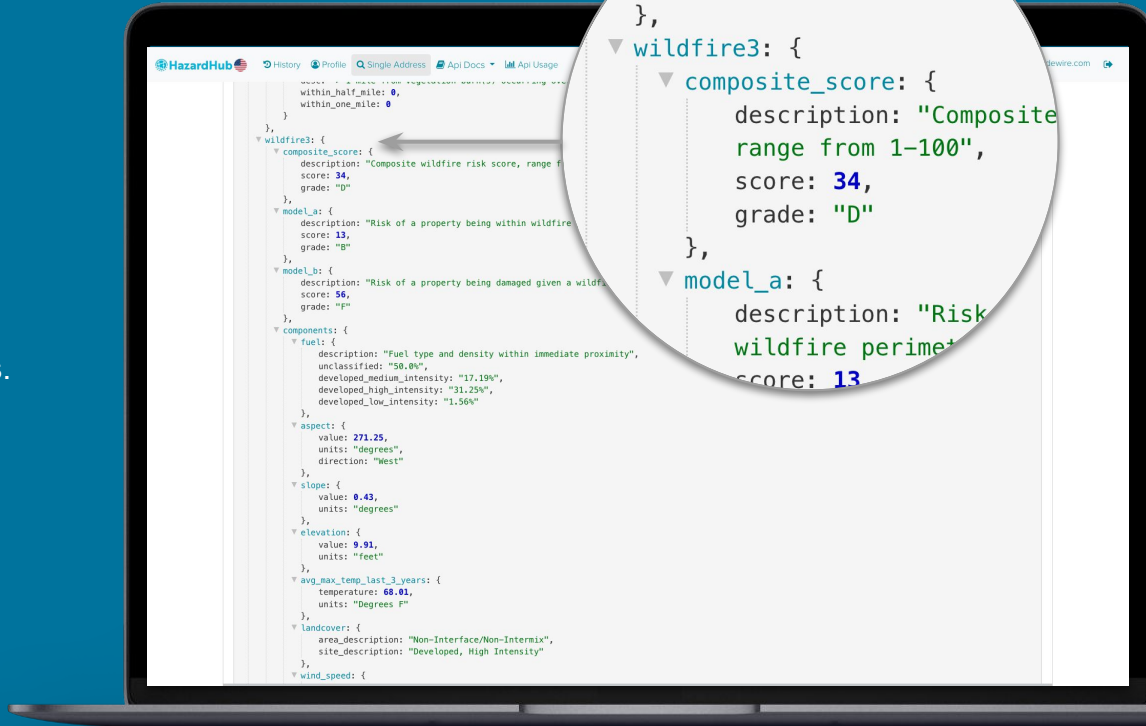 s.
HazardHub
History Profile Single Address Api Docs Api Usage
dewire.com
within_half_mile: 0,
within_one_mile: 0
}
},
wildfire3: {
composite_score: {
description: "Composite wildfire risk score, range f
score: 34,
grade: "D"
},
model_a: {
description: "Risk of a property being within wildfire
score: 13,
grade: "B"
},
model_b: {
description: "Risk of a property being damaged given a wildfi
score: 56,
grade: "F"
},
components: {
fuel: {
description: "Fuel type and density within immediate proximity",
unclassified: "50.0%",
developed_medium_intensity: "17.19%",
developed_high_intensity: "31.25%",
developed_low_intensity: "1.56%"
},
aspect: {
value: 271.25,
units: "degrees",
direction: "West"
},
slope: {
value: 0.43,
units: "degrees"
},
elevation: {
value: 9.91,
units: "feet"
},
avg_max_temp_last_3_years: {
temperature: 68.01,
units: "Degrees F"
},
landcover: {
area_description: "Non-Interface/Non-Intermix",
site_description: "Developed, High Intensity"
},
wind_speed: {
},
wildfire3: {
composite_score: {
description: "Composite
range from 1-100",
score: 34,
grade: "D"
},
model_a: {
description: "Risk
wildfire perimet
score: 13